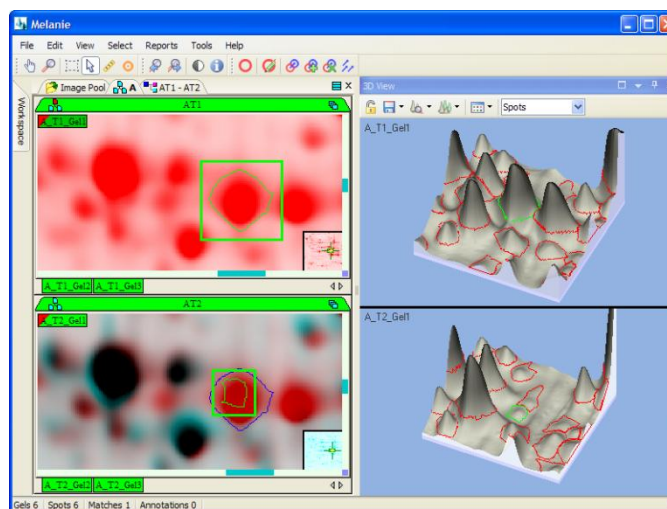 Melanie
File Edit View Select Reports Tools Help
Workspace
Image Pool A AT1 - AT2
AT1
A_T1_Gel1
A_T1_Gel2 A_T1_Gel3
AT2
A_T2_Gel1
A_T2_Gel2 A_T2_Gel3
3D View
Spots
A_T1_Gel1
A_T2_Gel1
Gels 6 Spots 6 Matches 1 Annotations 0